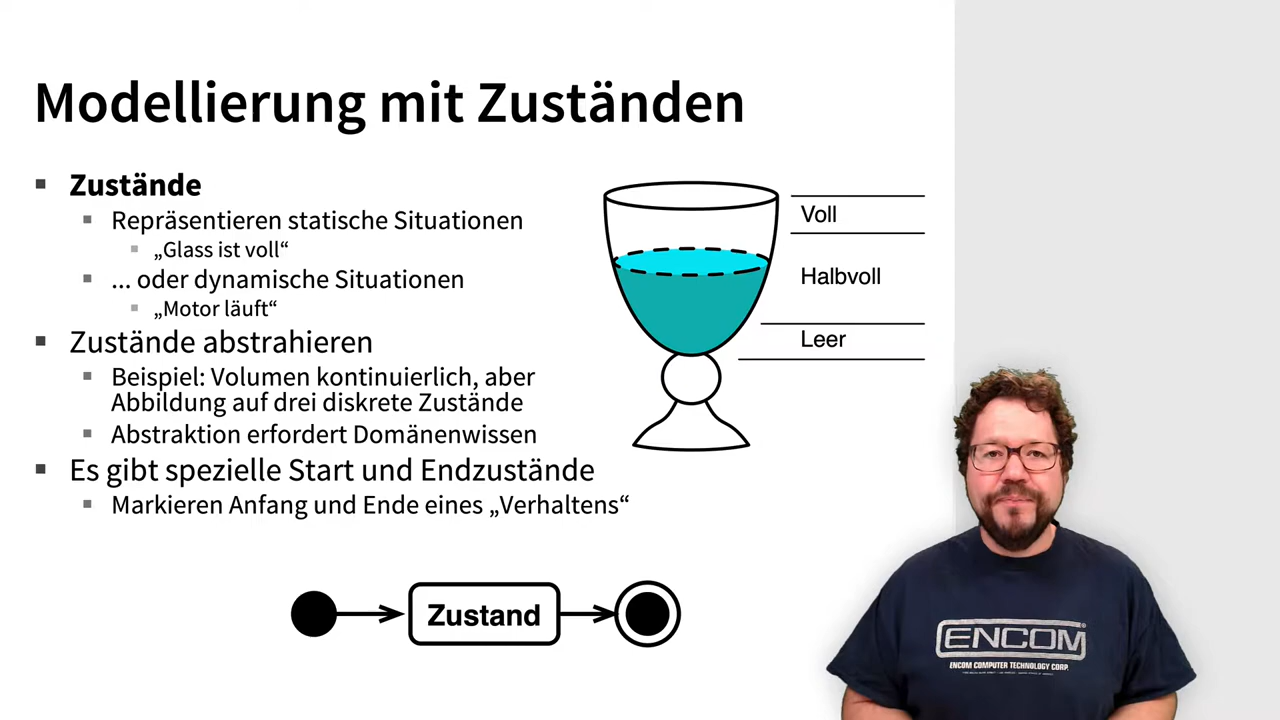 Modellierung mit Zuständen
Zustände
Repräsentieren statische Situationen
„Glass ist voll“
... oder dynamische Situationen
„Motor läuft“
Zustände abstrahieren
Beispiel: Volumen kontinuierlich, aber
Abbildung auf drei diskrete Zustände
Abstraktion erfordert Domänenwissen
Es gibt spezielle Start und Endzustände
Markieren Anfang und Ende eines „Verhaltens“
Voll
Halbvoll
Leer
Zustand
ENCOM®
ENCOM COMPUTER TECHNOLOGY CORP.